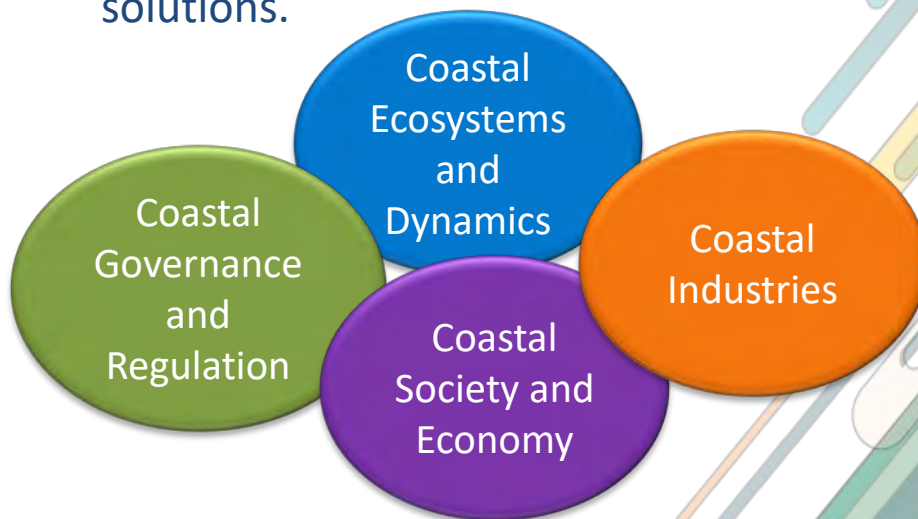 solutions.
Coastal
Ecosystems
and
Dynamics
Coastal
Governance
and
Regulation
Coastal
Industries
Coastal
Society and
Economy